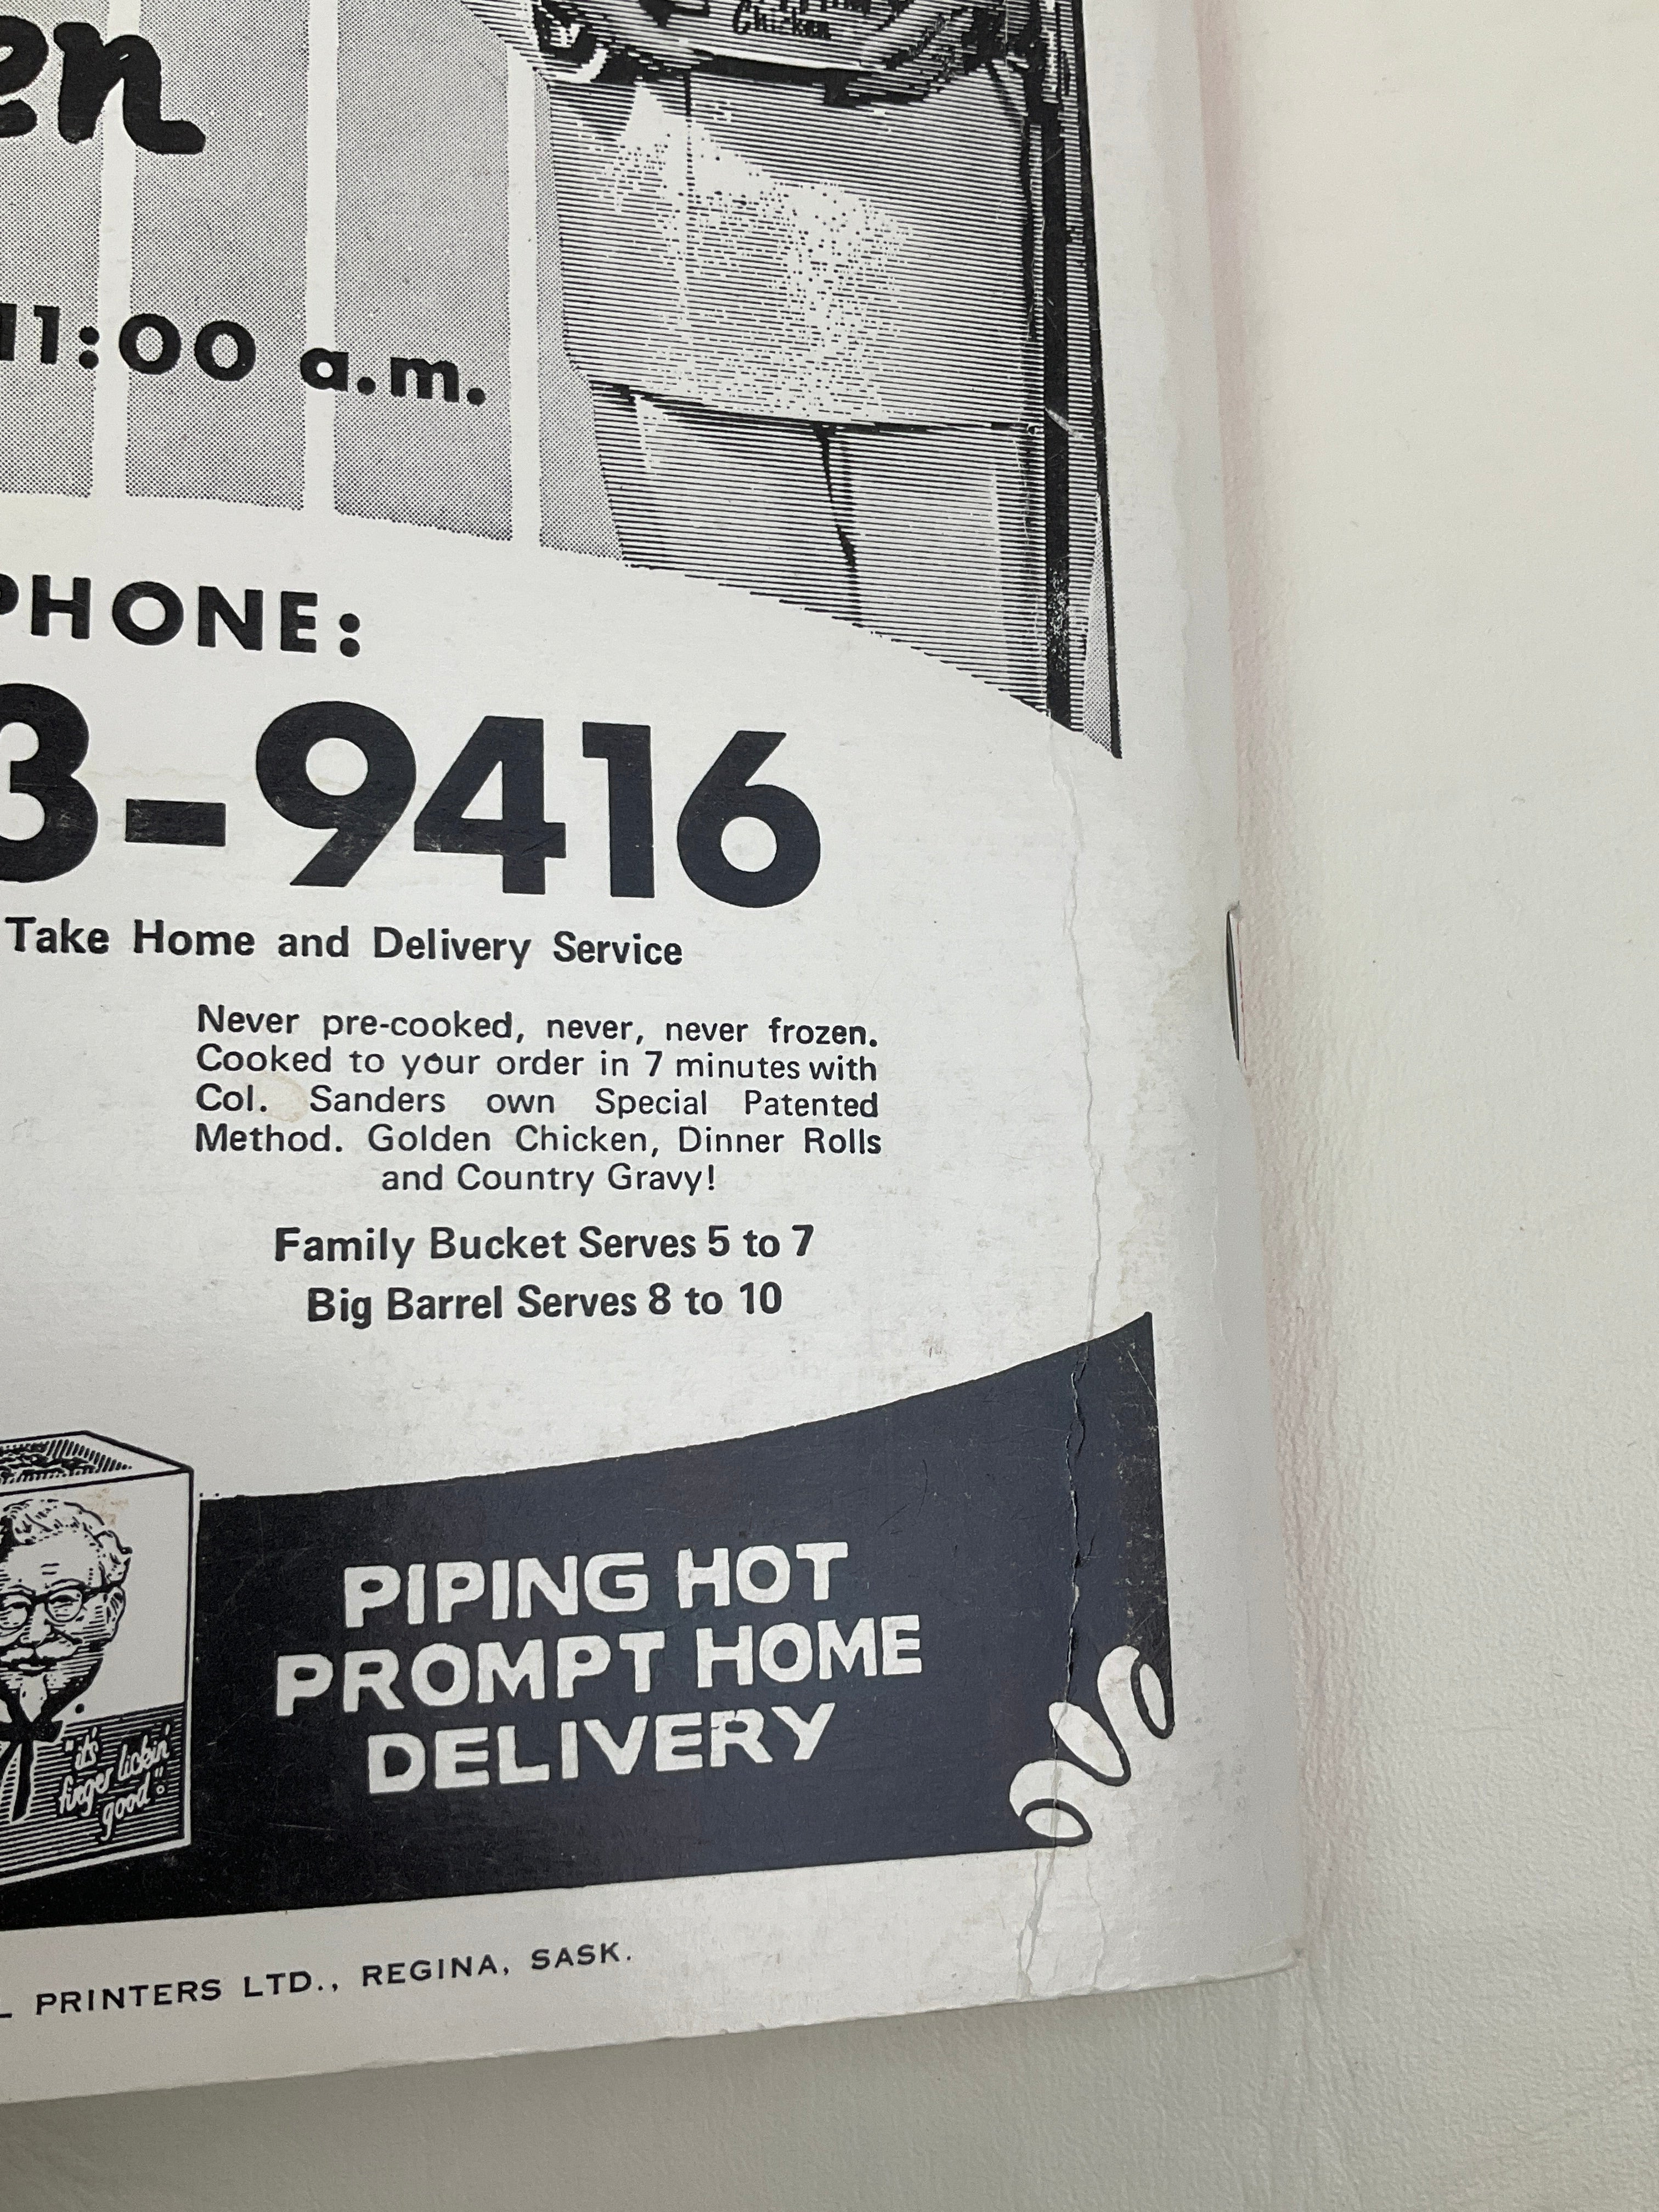 Chicken
en
11:00 a.m.
PHONE:
3-9416
Take Home and Delivery Service
Never pre-cooked, never, never frozen.
Cooked to your order in 7 minutes with
Col. Sanders own Special Patented
Method. Golden Chicken, Dinner Rolls
and Country Gravy!
Family Bucket Serves 5 to 7
Big Barrel Serves 8 to 10
PIPING HOT
PROMPT HOME
DELIVERY
"it's
finger lickin'
good".
L PRINTERS LTD., REGINA, SASK.